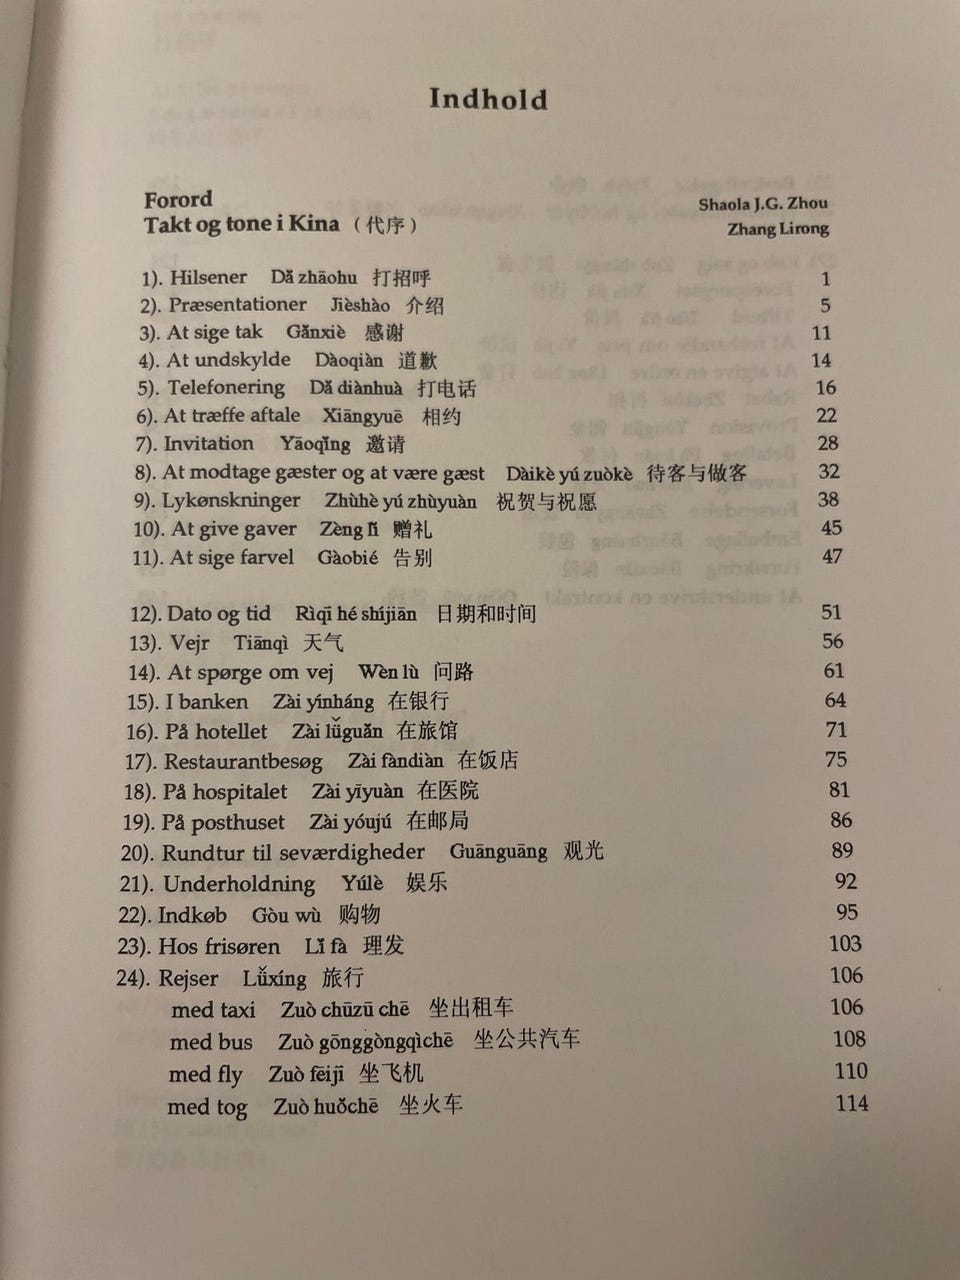 Indhold
Forord
Shaola J.G. Zhou
Takt og tone i Kina （代序）
Zhang Lirong
1). Hilsener Dǎ zhāohu 打招呼 1
2). Præsentationer Jièshào 介绍 5
3). At sige tak Gǎnxiè 感谢 11
4). At undskylde Dàoqiàn 道歉 14
5). Telefonering Dǎ diànhuà 打电话 16
6). At træffe aftale Xiāngyuē 相约 22
7). Invitation Yāoqǐng 邀请 28
8). At modtage gæster og at være gæst Dàikè yú zuòkè 待客与做客 32
9). Lykønskninger Zhùhè yú zhùyuàn 祝贺与祝愿 38
10). At give gaver Zèng lǐ 赠礼 45
11). At sige farvel Gàobié 告别 47
12). Dato og tid Rìqī hé shíjiān 日期和时间 51
13). Vejr Tiānqì 天气 56
14). At spørge om vej Wèn lù 问路 61
15). I banken Zài yínháng 在银行 64
16). På hotellet Zài lǚguǎn 在旅馆 71
17). Restaurantbesøg Zài fàndiàn 在饭店 75
18). På hospitalet Zài yīyuàn 在医院 81
19). På posthuset Zài yóujú 在邮局 86
20). Rundtur til seværdigheder Guānguāng 观光 89
21). Underholdning Yúlè 娱乐 92
22). Indkøb Gòu wù 购物 95
23). Hos frisøren Lǐ fà 理发 103
24). Rejser Lǚxíng 旅行 106
med taxi Zuò chūzū chē 坐出租车 106
med bus Zuò gōnggòngqìchē 坐公共汽车 108
med fly Zuò fēijī 坐飞机 110
med tog Zuò huǒchē 坐火车 114